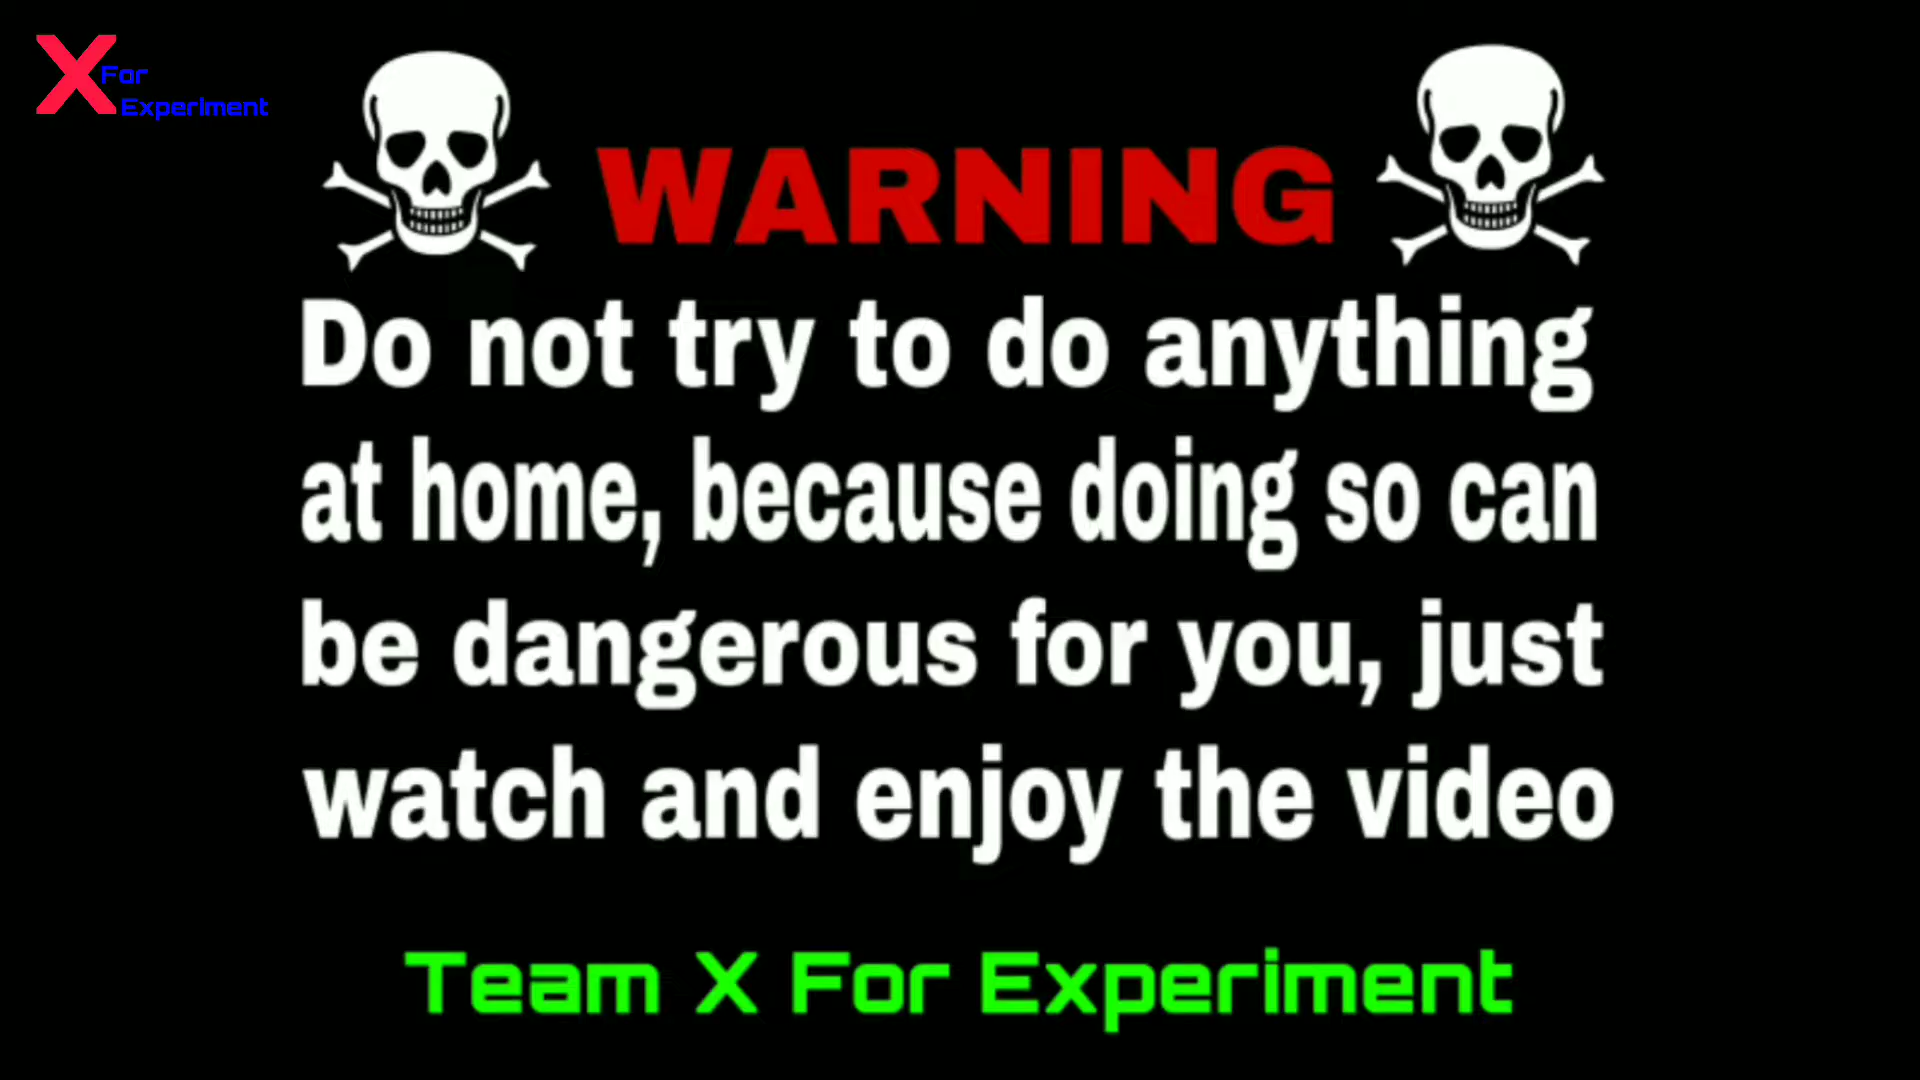 X For
Experiment
WARNING
Do not try to do anything
at home, because doing so can
be dangerous for you, just
watch and enjoy the video
Team X For Experiment